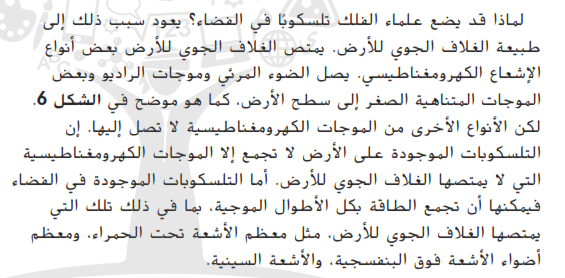 لماذا قد يضع علماء الفلك تلسكوبًا في الفضاء؟ يعود سبب ذلك إلى
طبيعة الغلاف الجوي للأرض. يمتص الغلاف الجوي للأرض بعض أنواع
الإشعاع الكهرومغناطيسي. يصل الضوء المرئي وموجات الراديو وبعض
الموجات المتناهية الصغر إلى سطح الأرض، كما هو موضح في الشكل 6.
لكن الأنواع الأخرى من الموجات الكهرومغناطيسية لا تصل إليها. إن
التلسكوبات الموجودة على الأرض لا تجمع إلا الموجات الكهرومغناطيسية
التي لا يمتصها الغلاف الجوي للأرض. أما التلسكوبات الموجودة في الفضاء
فيمكنها أن تجمع الطاقة بكل الأطوال الموجية، بما في ذلك تلك التي
يمتصها الغلاف الجوي للأرض، مثل معظم الأشعة تحت الحمراء، ومعظم
أضواء الأشعة فوق البنفسجية، والأشعة السينية.